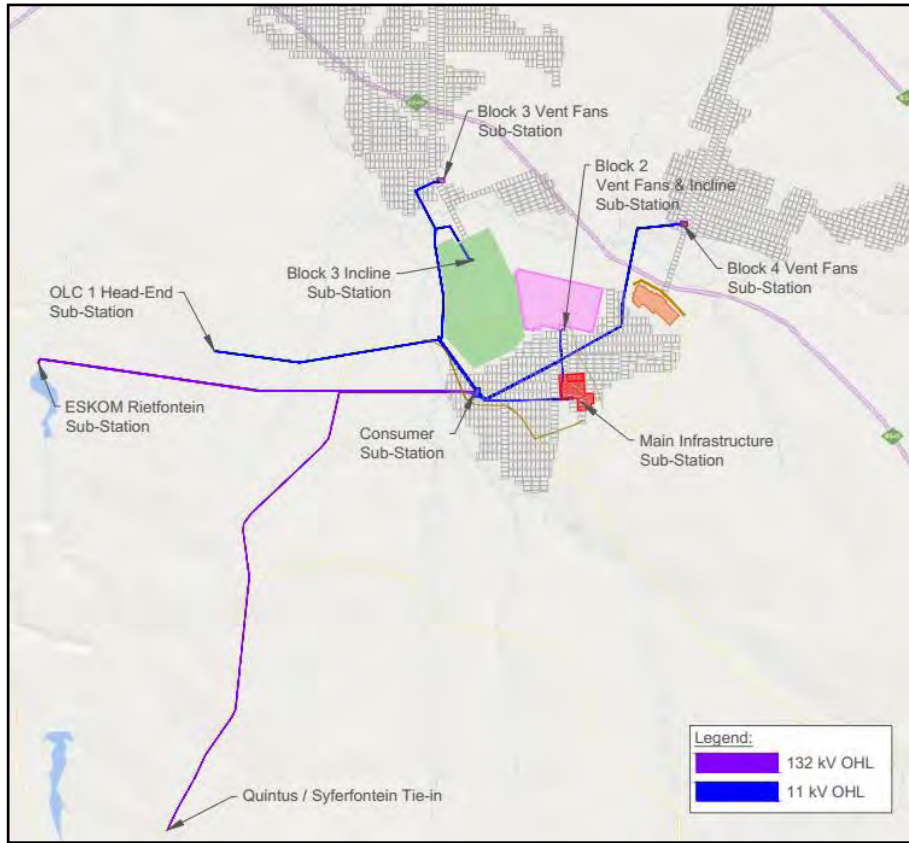 Block 3 Vent Fans
Sub-Station
Block 2
Vent Fans & Incline
Sub-Station
Block 3 Incline
Sub-Station
Block 4 Vent Fans
Sub-Station
OLC 1 Head-End
Sub-Station
ESKOM Rietfontein
Sub-Station
Consumer
Sub-Station
Main Infrastructure
Sub-Station
Quintus / Syferfontein Tie-in
Legend:
132 kV OHL
11 kV OHL